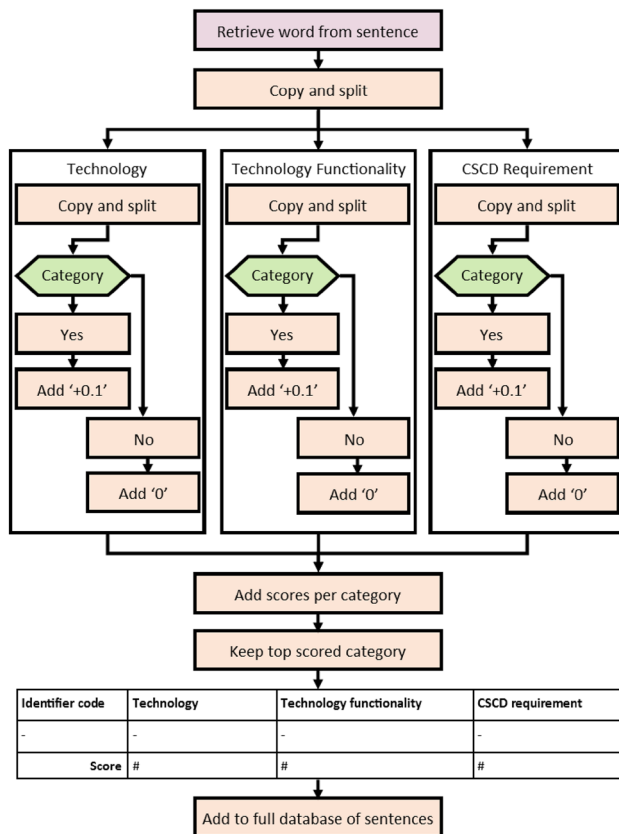 Retrieve word from sentence
Copy and split
Technology
Copy and split
Category
Yes
Add ‘+0.1’
No
Add ‘0’
Technology Functionality
Copy and split
Category
Yes
Add ‘+0.1’
No
Add ‘0’
CSCD Requirement
Copy and split
Category
Yes
Add ‘+0.1’
No
Add ‘0’
Add scores per category
Keep top scored category
Identifier code Technology Technology functionality CSCD requirement
- - - -
Score # # #
Add to full database of sentences